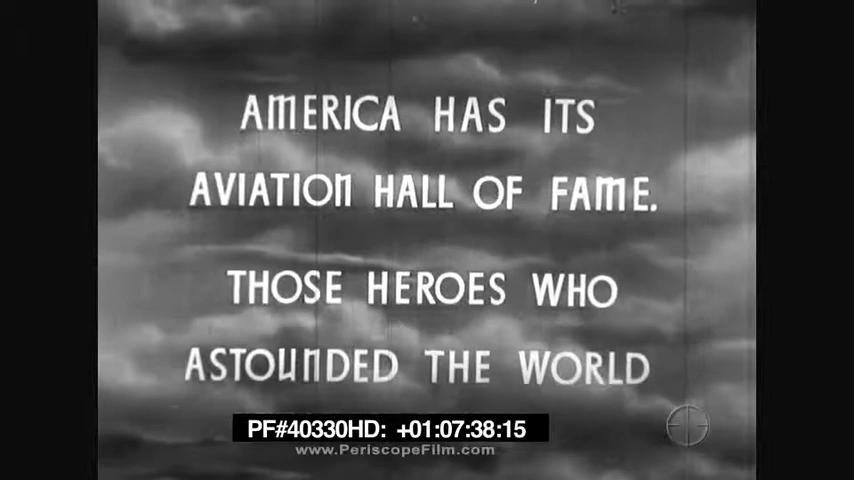 AMERICA HAS ITS
AVIATION HALL OF FAME.
THOSE HEROES WHO
ASTOUNDED THE WORLD
PF#40330HD: +01:07:38:15
www.PeriscopeFilm.com